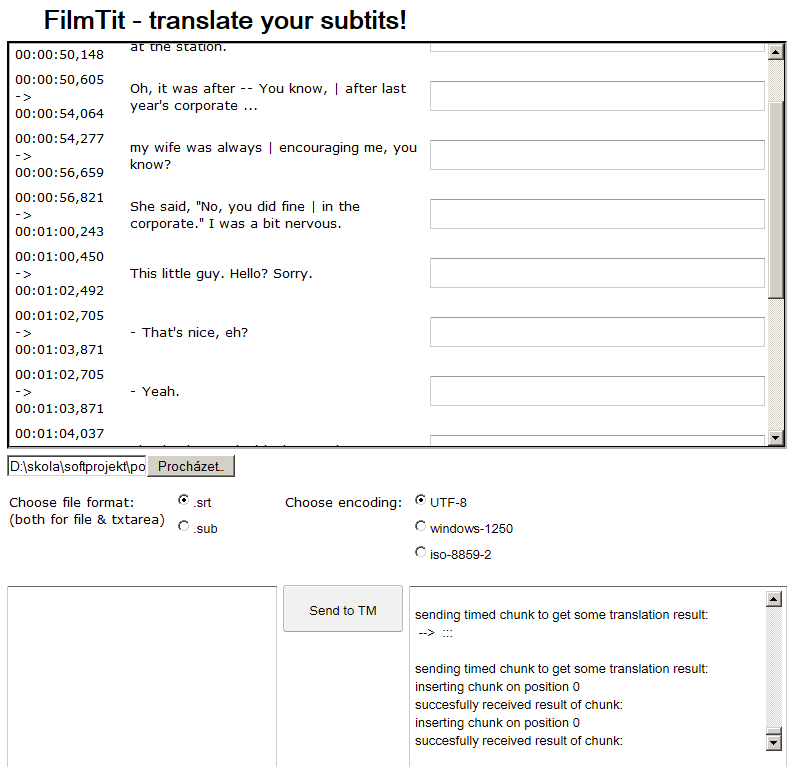 FilmTit - translate your subtits!
at the station.
00:00:50,148
00:00:50,605
->
00:00:54,064
Oh, it was after -- You know, | after last
year's corporate ...
00:00:54,277
->
00:00:56,659
my wife was always | encouraging me, you
know?
00:00:56,821
->
00:01:00,243
She said, "No, you did fine | in the
corporate." I was a bit nervous.
00:01:00,450
->
00:01:02,492
This little guy. Hello? Sorry.
00:01:02,705
->
00:01:03,871
- That's nice, eh?
00:01:02,705
->
00:01:03,871
- Yeah.
00:01:04,037
D:\skola\softprojekt\po
Procházet..
Choose file format:
(both for file & txtarea)
.srt
.sub
Choose encoding:
UTF-8
windows-1250
iso-8859-2
Send to TM
sending timed chunk to get some translation result:
--> :::
sending timed chunk to get some translation result:
inserting chunk on position 0
succesfully received result of chunk:
inserting chunk on position 0
succesfully received result of chunk: